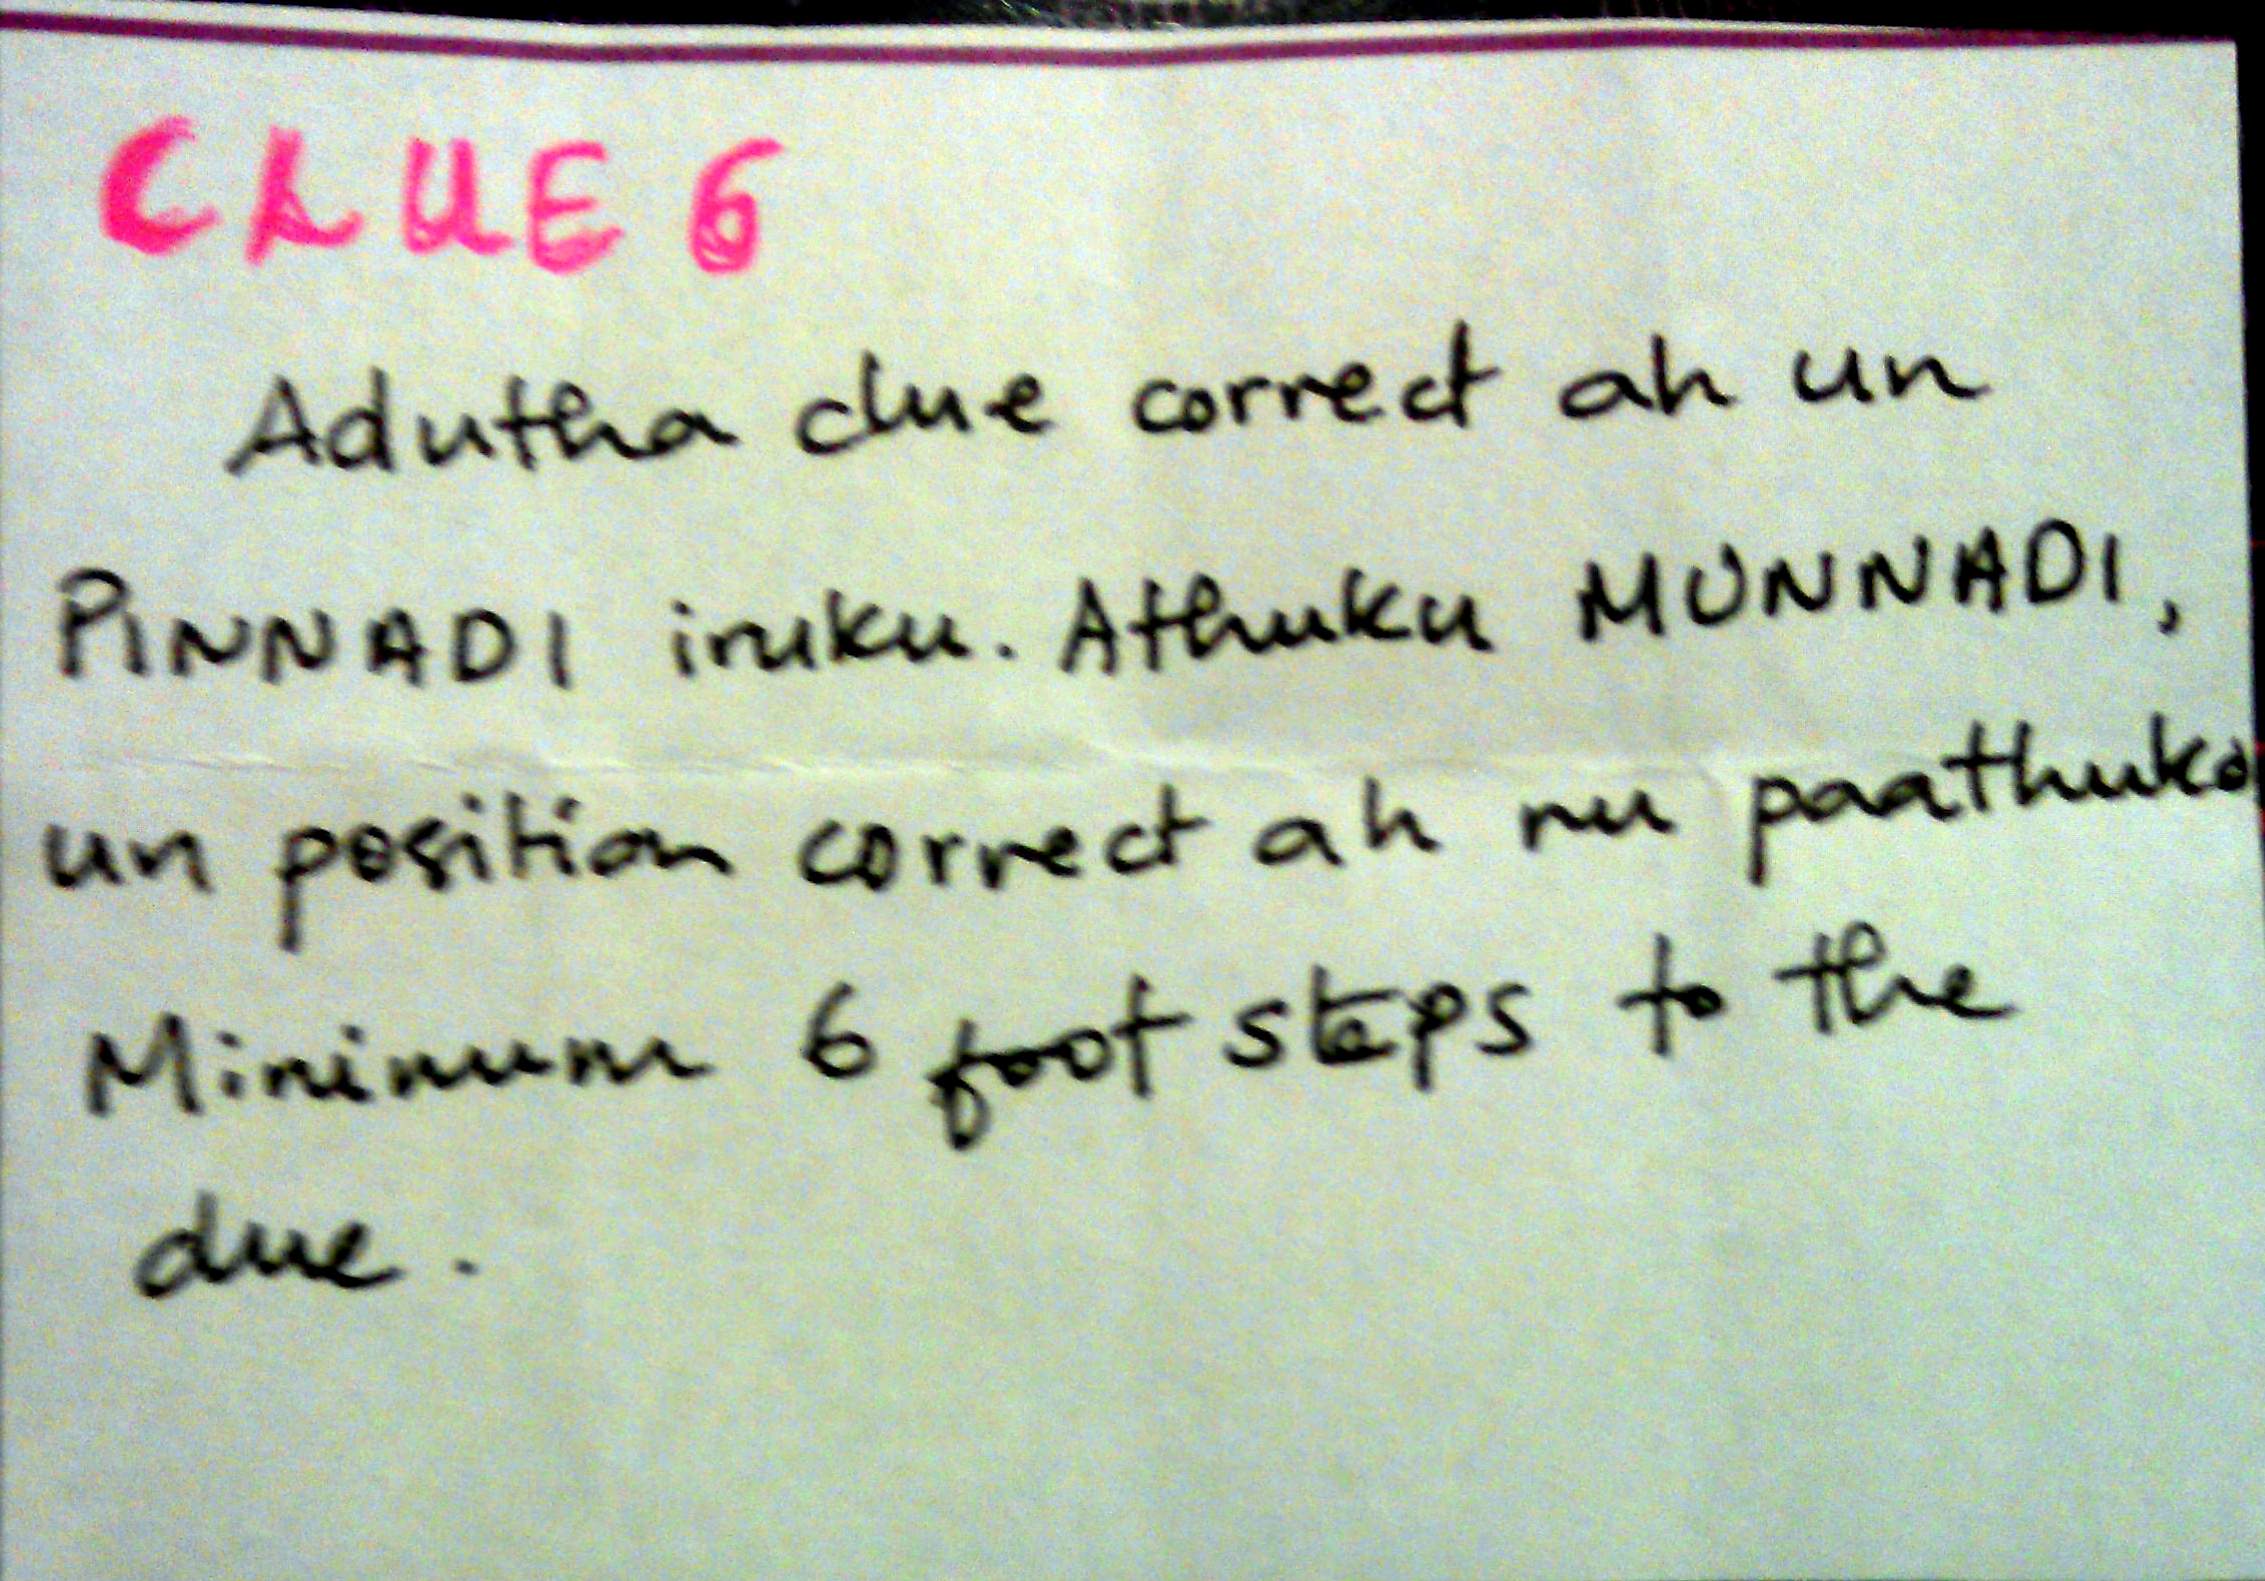 CLUE 6
Adutha clue correct ah un
PINNADI iruku. Athuku MUNNADI,
un position correct ah nu paathuko
Minimum 6 foot steps to the
clue.